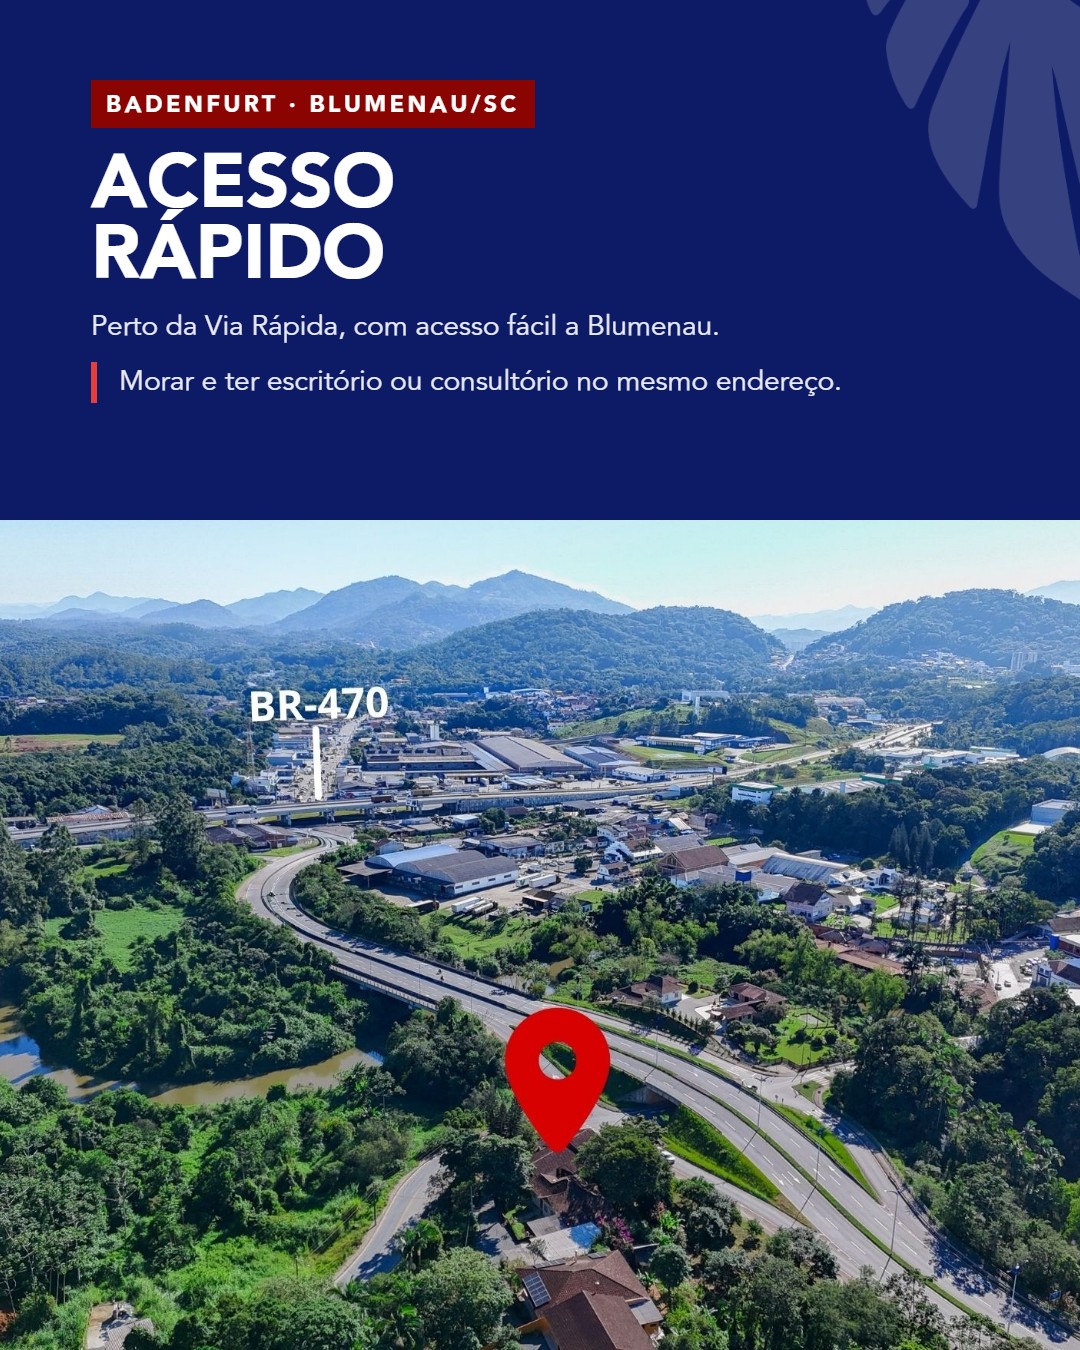 BADENFURT · BLUMENAU/SC
ACESSO
RÁPIDO
Perto da Via Rápida, com acesso fácil a Blumenau.
Morar e ter escritório ou consultório no mesmo endereço.
BR-470